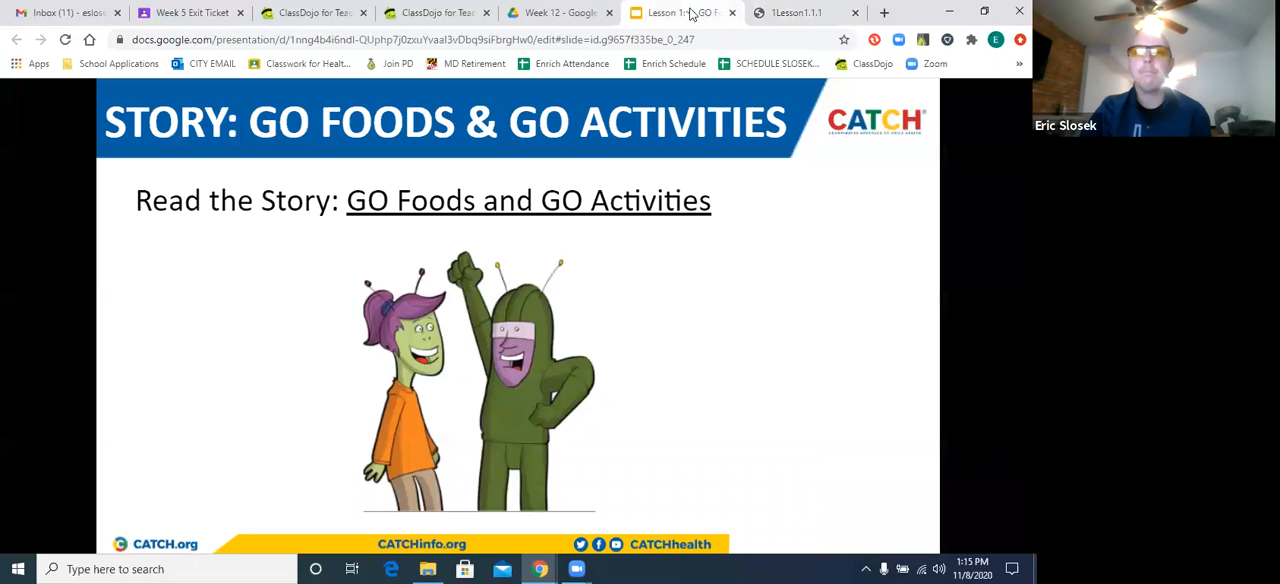 Inbox (11) - eslose
Week 5 Exit Ticket
ClassDojo for Teac
ClassDojo for Teac
Week 12 - Google
Lesson 1: GO F
1Lesson1.1.1
docs.google.com/presentation/d/1nng4b4i6ndI-QUphp7j0zxuYvaaI3vDbq9siFbrgHw0/edit#slide=id.g9657f335be_0_247
E
Apps
School Applications
CITY EMAIL
Classwork for Healt...
Join PD
MD Retirement
Enrich Attendance
Enrich Schedule
SCHEDULE SLOSEK...
ClassDojo
Zoom
»
Eric Slosek
STORY: GO FOODS & GO ACTIVITIES
CATCH®
Read the Story: GO Foods and GO Activities
CATCH.org
CATCHinfo.org
CATCHhealth
Type here to search
1:15 PM
11/8/2020